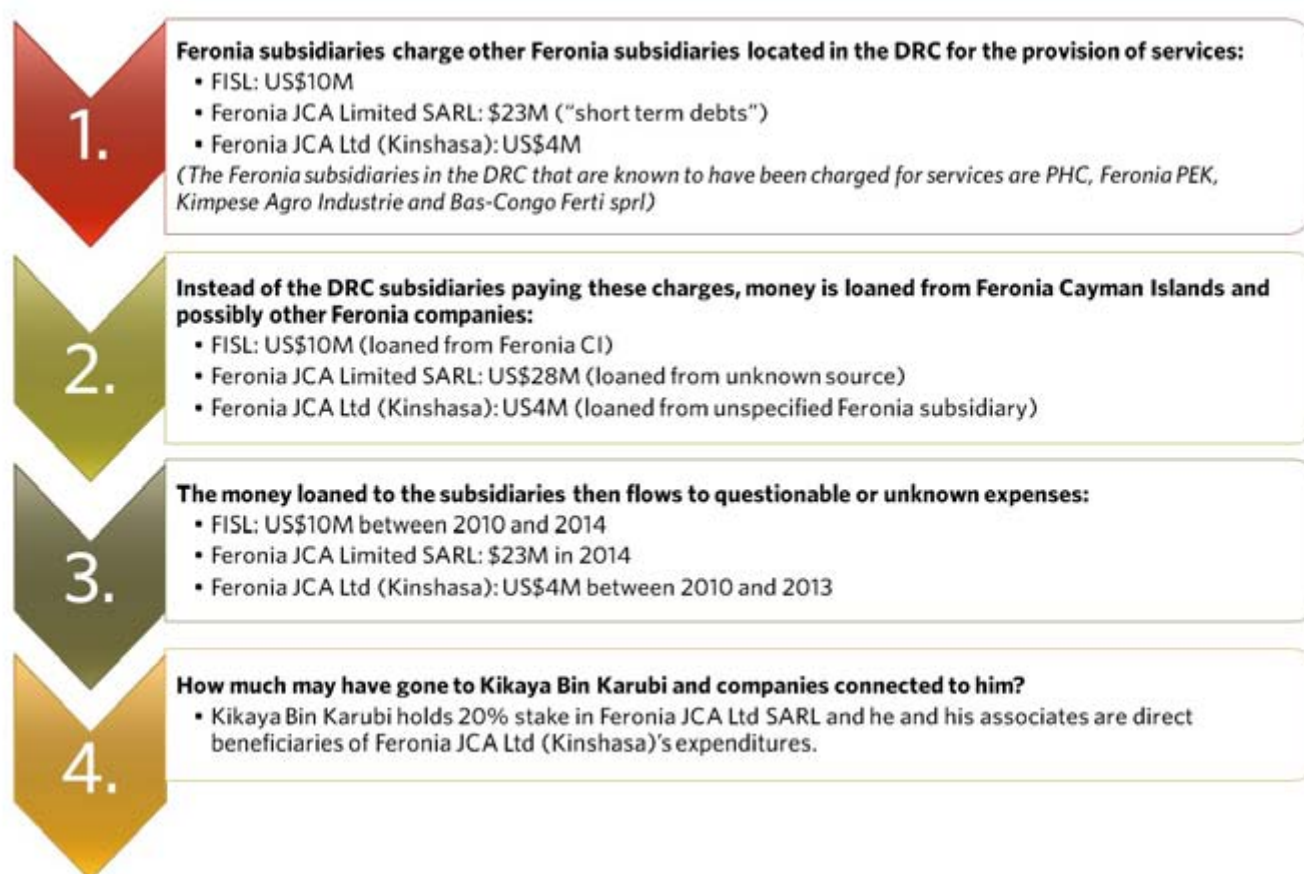 1.
Feronia subsidiaries charge other Feronia subsidiaries located in the DRC for the provision of services:
• FISL: US$10M
• Feronia JCA Limited SARL: $23M (“short term debts”)
• Feronia JCA Ltd (Kinshasa): US$4M
(The Feronia subsidiaries in the DRC that are known to have been charged for services are PHC, Feronia PEK,
Kimpese Agro Industrie and Bas-Congo Ferti sprl)
2.
Instead of the DRC subsidiaries paying these charges, money is loaned from Feronia Cayman Islands and
possibly other Feronia companies:
• FISL: US$10M (loaned from Feronia CI)
• Feronia JCA Limited SARL: US$28M (loaned from unknown source)
• Feronia JCA Ltd (Kinshasa): US4M (loaned from unspecified Feronia subsidiary)
3.
The money loaned to the subsidiaries then flows to questionable or unknown expenses:
• FISL: US$10M between 2010 and 2014
• Feronia JCA Limited SARL: $23M in 2014
• Feronia JCA Ltd (Kinshasa): US$4M between 2010 and 2013
4.
How much may have gone to Kikaya Bin Karubi and companies connected to him?
• Kikaya Bin Karubi holds 20% stake in Feronia JCA Ltd SARL and he and his associates are direct
beneficiaries of Feronia JCA Ltd (Kinshasa)’s expenditures.